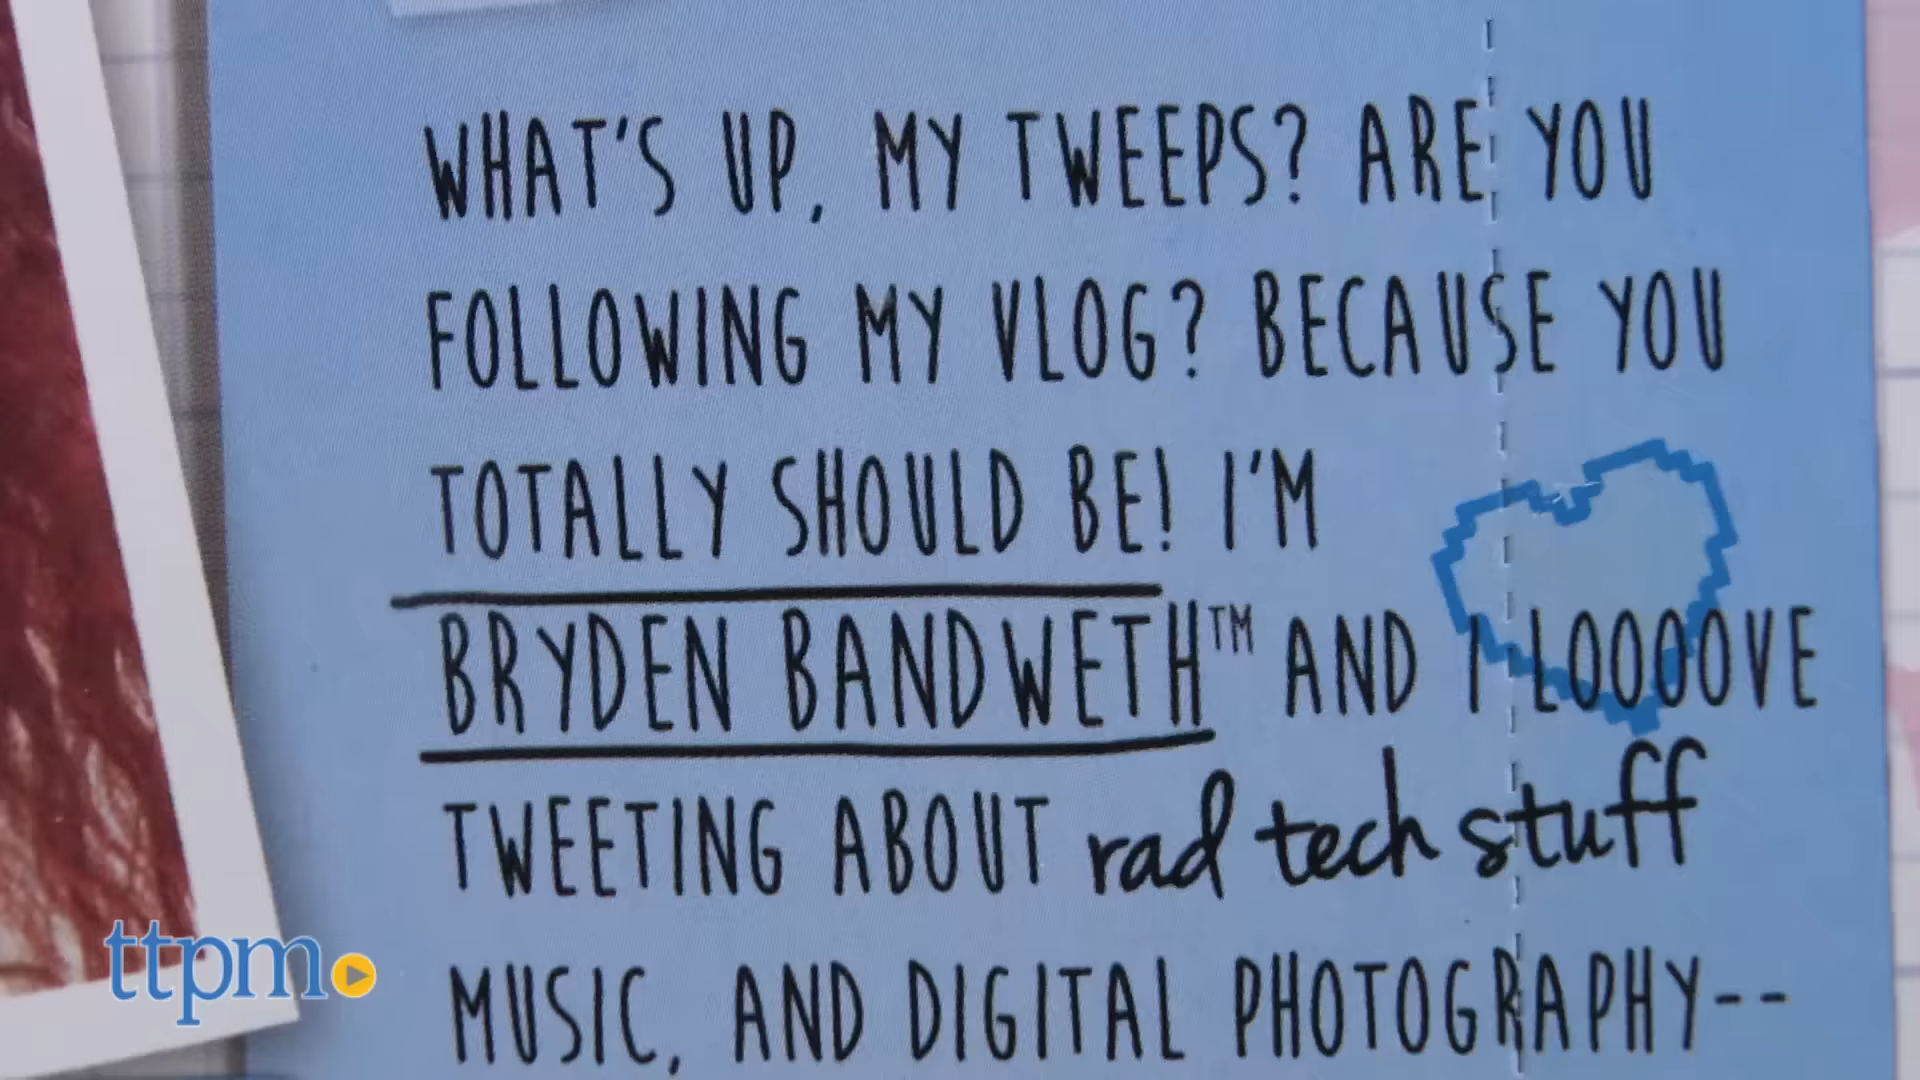 WHAT'S UP, MY TWEEPS? ARE YOU
FOLLOWING MY VLOG? BECAUSE YOU
TOTALLY SHOULD BE! I'M
BRYDEN BANDWETH™ AND I LOOOOVE
TWEETING ABOUT rad tech stuff
MUSIC, AND DIGITAL PHOTOGRAPHY--
ttpm